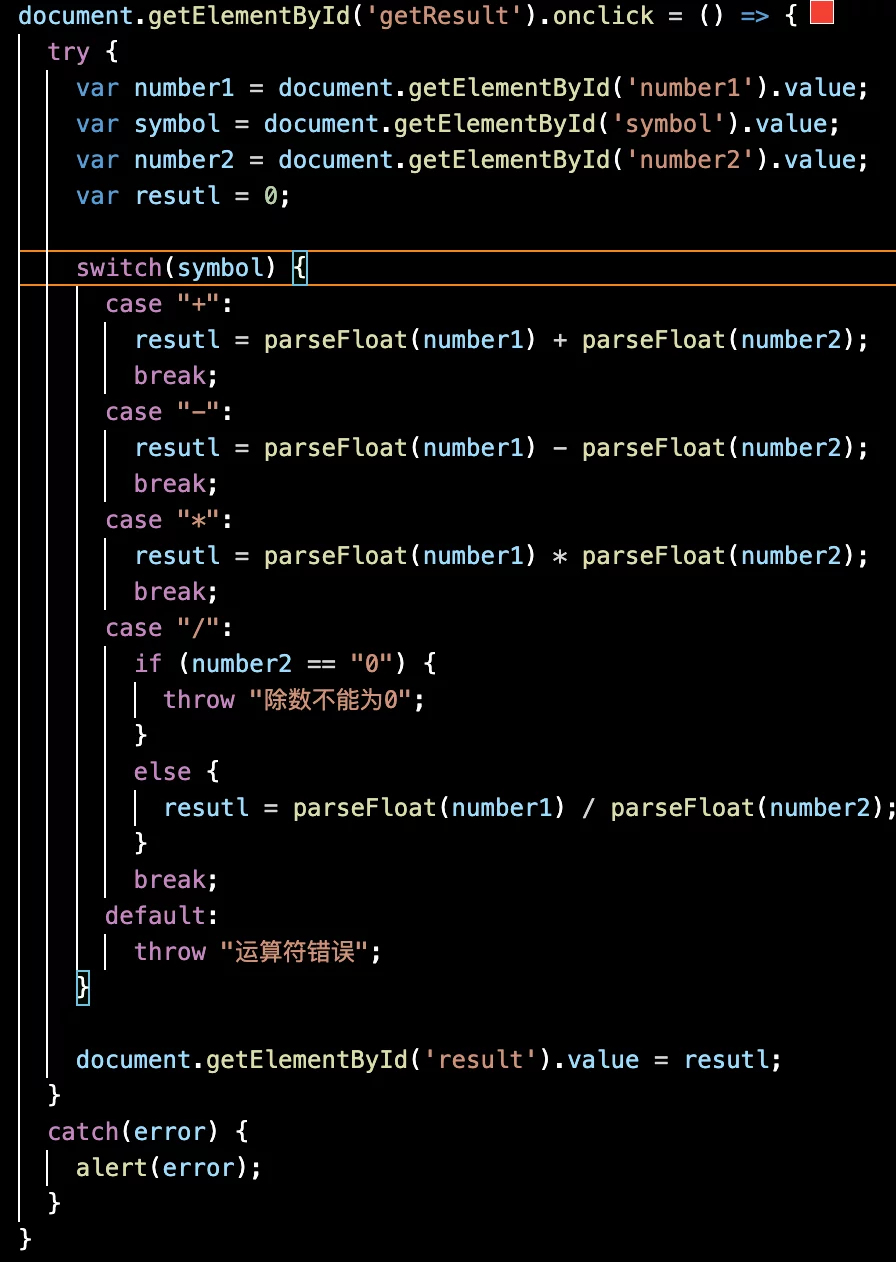 document.getElementById('getResult').onclick = () => {
try {
var number1 = document.getElementById('number1').value;
var symbol = document.getElementById('symbol').value;
var number2 = document.getElementById('number2').value;
var resutl = 0;
switch(symbol) {
case "+":
resutl = parseFloat(number1) + parseFloat(number2);
break;
case "-":
resutl = parseFloat(number1) - parseFloat(number2);
break;
case "*":
resutl = parseFloat(number1) * parseFloat(number2);
break;
case "/":
if (number2 == "0") {
throw "除数不能为0";
}
else {
resutl = parseFloat(number1) / parseFloat(number2);
}
break;
default:
throw "运算符错误";
}
document.getElementById('result').value = resutl;
}
catch(error) {
alert(error);
}
}